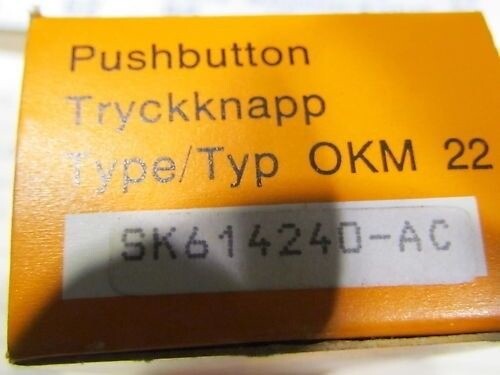 Pushbutton
Tryckknapp
Type/Typ OKM 22
SK614240-AC